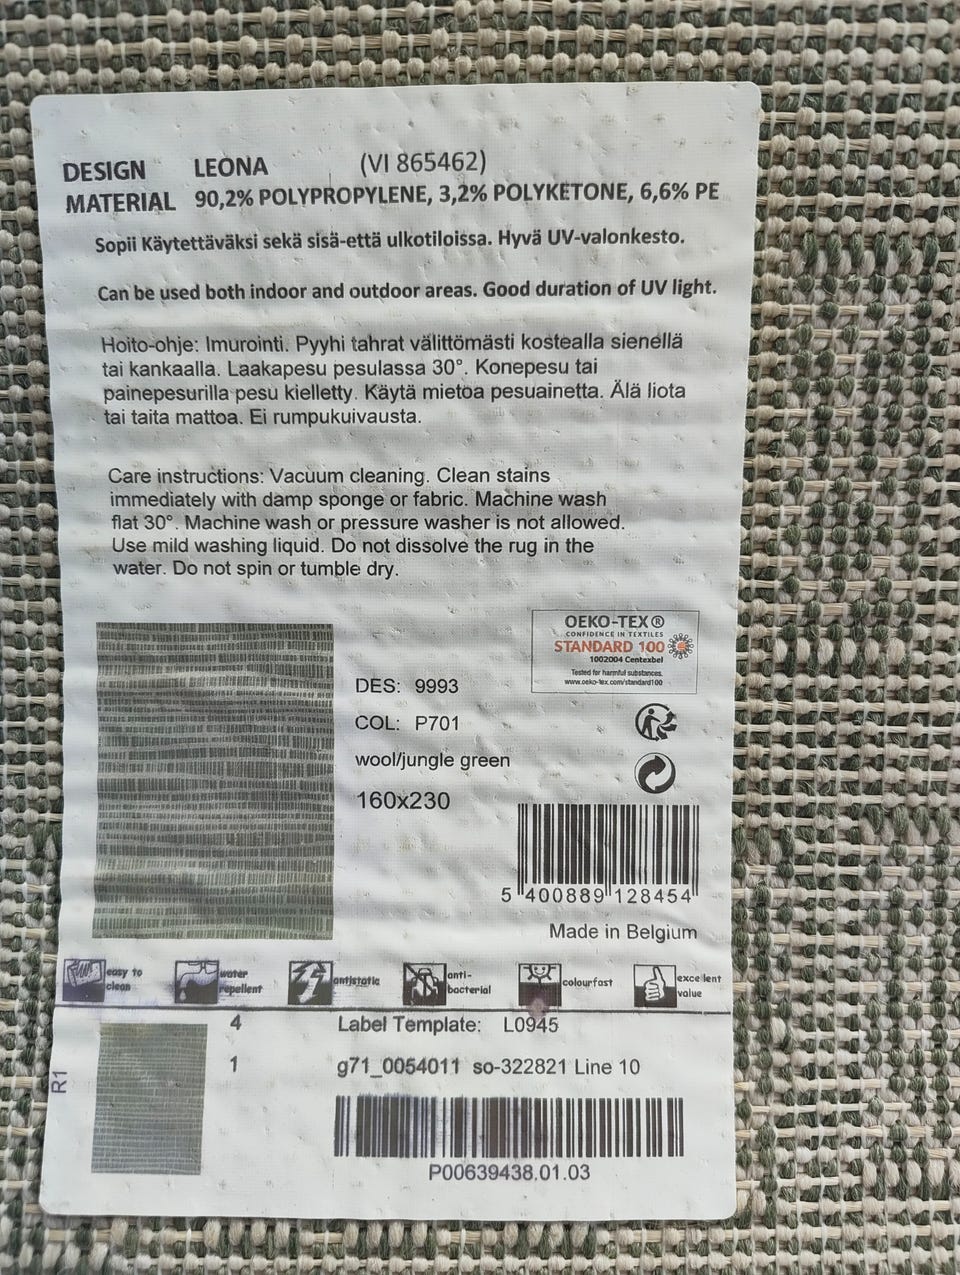 DESIGN LEONA (VI 865462)
MATERIAL 90,2% POLYPROPYLENE, 3,2% POLYKETONE, 6,6% PE
Sopii Käytettäväksi sekä sisä-että ulkotiloissa. Hyvä UV-valonkesto.
Can be used both indoor and outdoor areas. Good duration of UV light.
Hoito-ohje: Imurointi. Pyyhi tahrat välittömästi kostealla sienellä
tai kankaalla. Laakapesu pesulassa 30°. Konepesu tai
painepesurilla pesu kielletty. Käytä mietoa pesuainetta. Älä liota
tai taita mattoa. Ei rumpukuivausta.
Care instructions: Vacuum cleaning. Clean stains
immediately with damp sponge or fabric. Machine wash
flat 30°. Machine wash or pressure washer is not allowed.
Use mild washing liquid. Do not dissolve the rug in the
water. Do not spin or tumble dry.
OEKO-TEX®
CONFIDENCE IN TEXTILES
STANDARD 100
1002004 Centexbel
Tested for harmful substances.
www.oeko-tex.com/standard100
DES: 9993
COL: P701
wool/jungle green
160x230
5 400889 128454
Made in Belgium
easy to
clean
water
repellent
antistatic
anti-
bacterial
colourfast
excellent
value
4 Label Template: L0945
1 g71_0054011 so-322821 Line 10
R1
P00639438.01.03